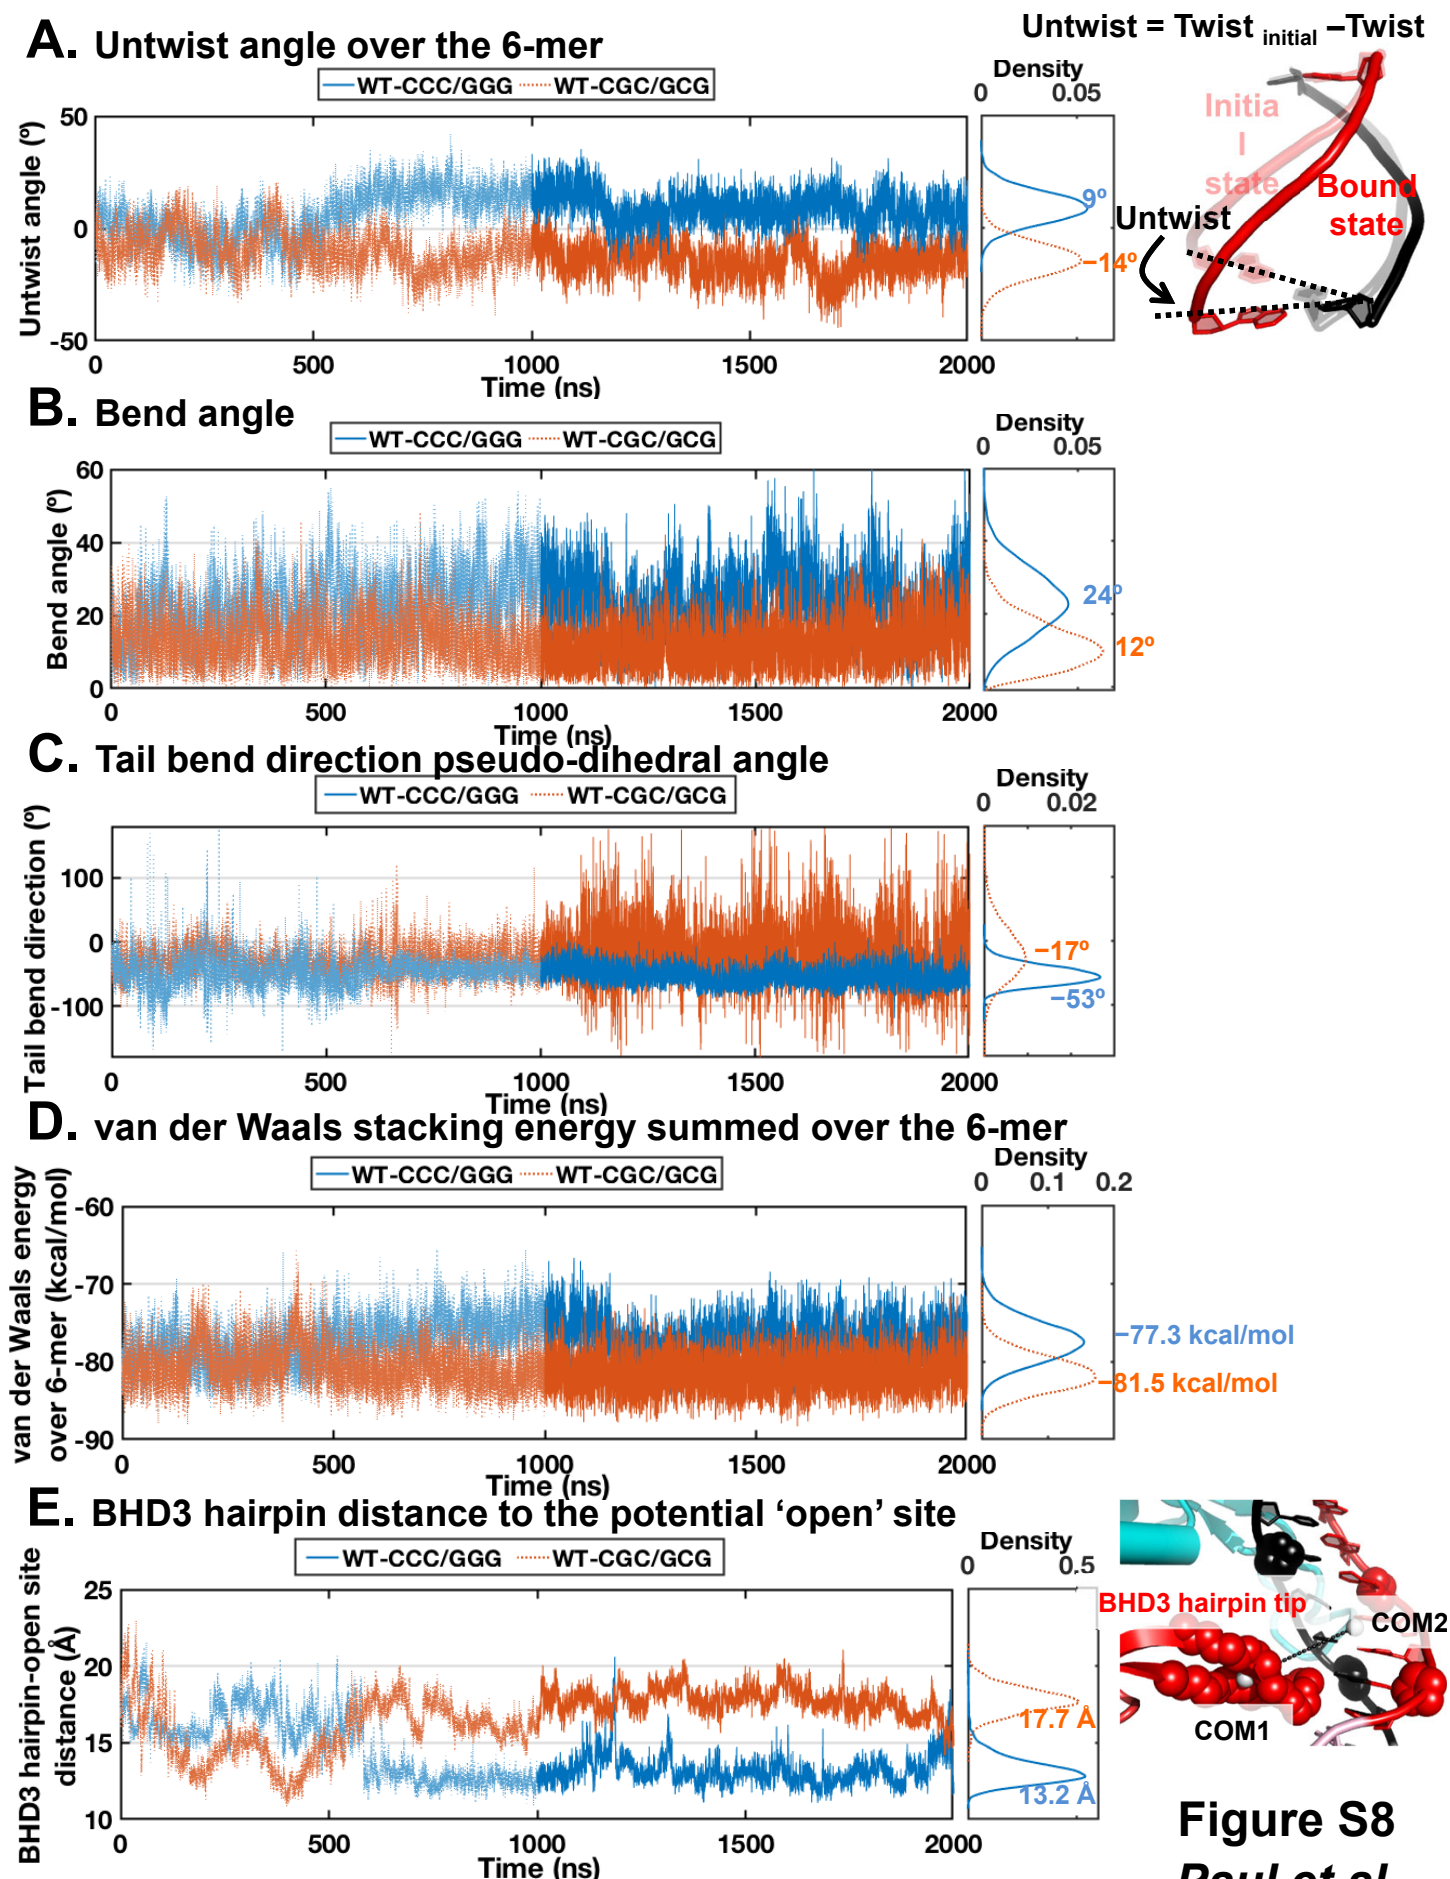 A. Untwist angle over the 6-mer
Untwist = Twist initial –Twist
WT-CCC/GGG WT-CGC/GCG
Density
0 0.05
Untwist angle (º)
50
0
-50
0 500 1000 1500 2000
Time (ns)
9º
−14º
Initia
l
state
Bound
state
Untwist
B. Bend angle
WT-CCC/GGG WT-CGC/GCG
Density
0 0.05
Bend angle (º)
60
40
20
0
0 500 1000 1500 2000
Time (ns)
24º
12º
C. Tail bend direction pseudo-dihedral angle
WT-CCC/GGG WT-CGC/GCG
Density
0 0.02
Tail bend direction (º)
100
0
-100
0 500 1000 1500 2000
Time (ns)
−17º
−53º
D. van der Waals stacking energy summed over the 6-mer
WT-CCC/GGG WT-CGC/GCG
Density
0 0.1 0.2
van der Waals energy
over 6-mer (kcal/mol)
-60
-70
-80
-90
0 500 1000 1500 2000
Time (ns)
−77.3 kcal/mol
−81.5 kcal/mol
E. BHD3 hairpin distance to the potential ‘open’ site
WT-CCC/GGG WT-CGC/GCG
Density
0 0.5
BHD3 hairpin-open site
distance (Å)
25
20
15
10
0 500 1000 1500 2000
Time (ns)
17.7 Å
13.2 Å
BHD3 hairpin tip
COM2
COM1
Figure S8
Paul et al